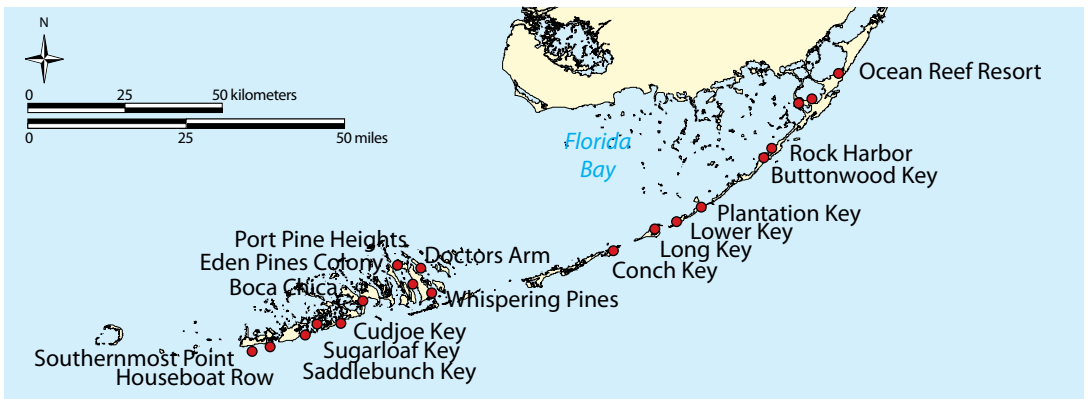 N
0 25 50 kilometers
0 25 50 miles
Ocean Reef Resort
Florida
Bay
Rock Harbor
Buttonwood Key
Plantation Key
Lower Key
Long Key
Conch Key
Port Pine Heights
Doctors Arm
Eden Pines Colony
Boca Chica
Whispering Pines
Cudjoe Key
Sugarloaf Key
Saddlebunch Key
Southernmost Point
Houseboat Row